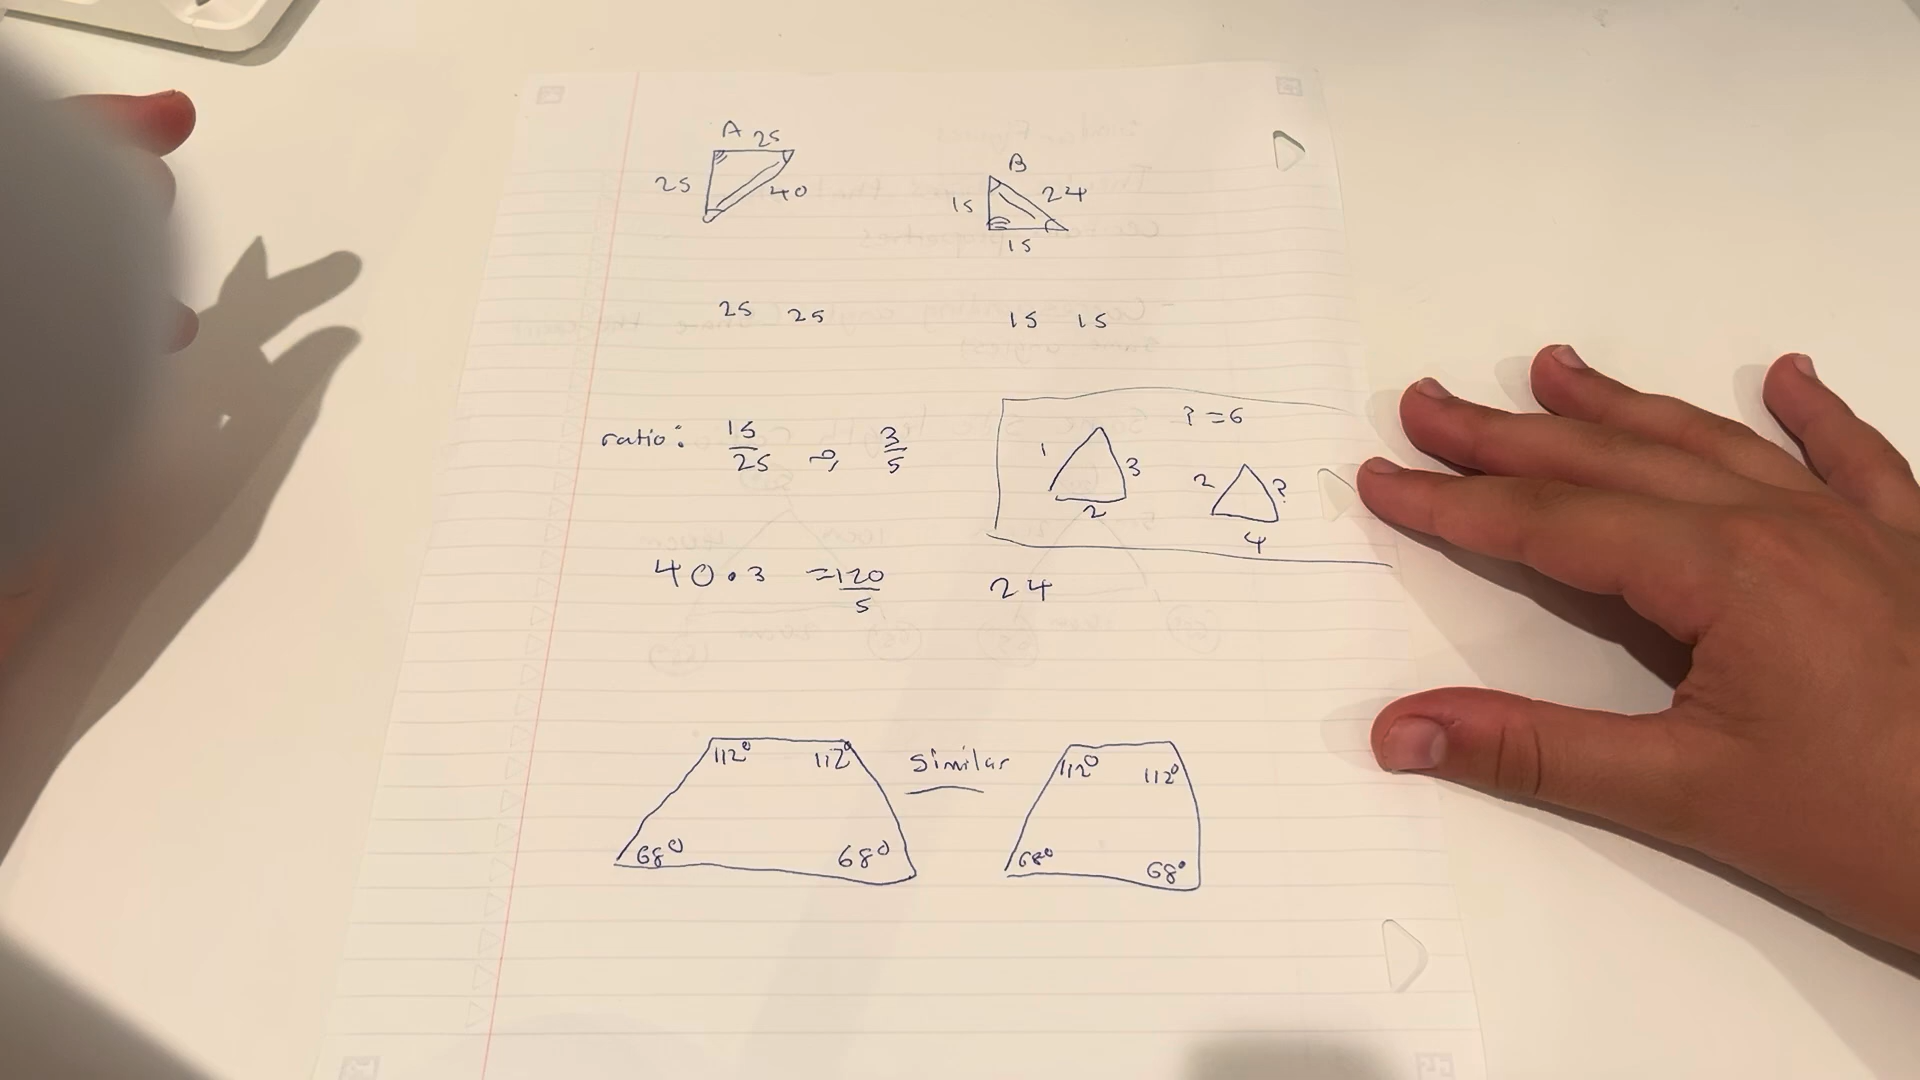 A 25
25 40
B
15 24
15
25 25 15 15
ratio: 15/25 → 3/5
? = 6
1 3 2
2 ? 4
40 · 3 = 120/5 24
112° 112° Similar 112° 112°
68° 68° 68° 68°